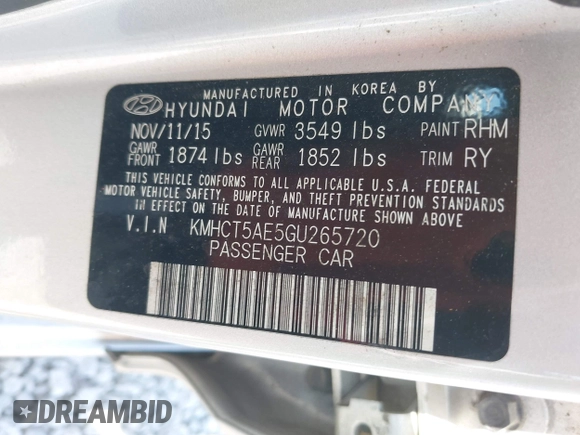 MANUFACTURED IN KOREA BY
HYUNDAI MOTOR COMPANY
NOV/11/15 GVWR 3549 lbs PAINT RHM
GAWR FRONT 1874 lbs GAWR REAR 1852 lbs TRIM RY
THIS VEHICLE CONFORMS TO ALL APPLICABLE U.S.A. FEDERAL
MOTOR VEHICLE SAFETY, BUMPER, AND THEFT PREVENTION STANDARDS
IN EFFECT ON THE DATE OF MANUFACTURE SHOWN ABOVE
V.I.N KMHCT5AE5GU265720
PASSENGER CAR
DREAMBID